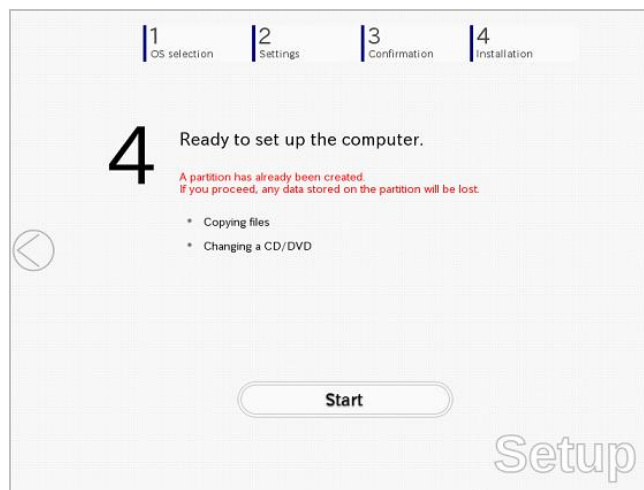 1
OS selection
2
Settings
3
Confirmation
4
Installation
4
Ready to set up the computer.
A partition has already been created.
If you proceed, any data stored on the partition will be lost.
Copying files
Changing a CD/DVD
Start
Setup